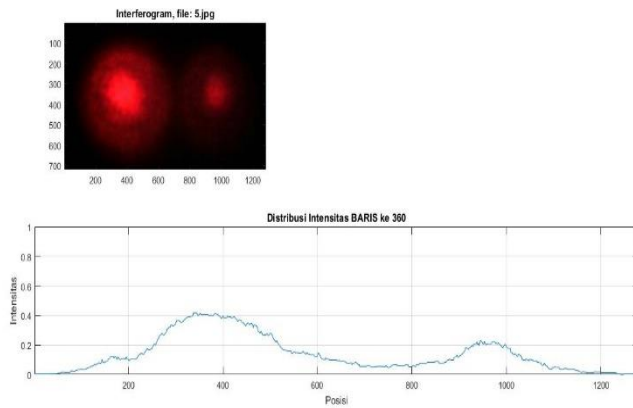 Interferogram, file: 5.jpg
100
200
300
400
500
600
700
200 400 600 800 1000 1200
Distribusi Intensitas BARIS ke 360
1
0.8
0.6
0.4
0.2
0
Intensitas
200 400 600 800 1000 1200
Posisi